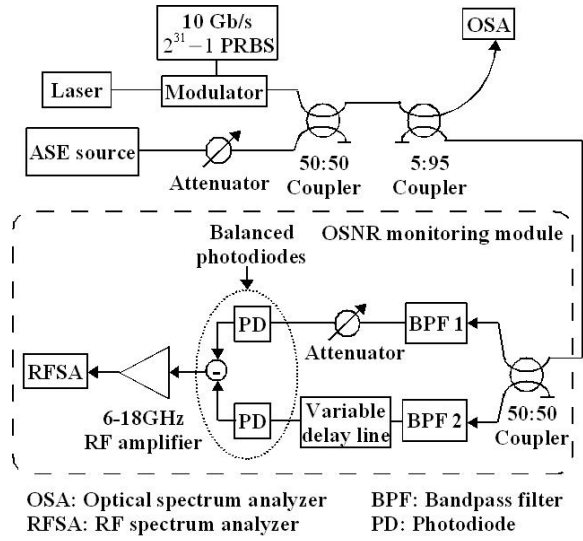 10 Gb/s
2^31−1 PRBS
OSA
Laser
Modulator
ASE source
Attenuator
50:50
Coupler
5:95
Coupler
Balanced
photodiodes
OSNR monitoring module
PD
Attenuator
BPF 1
RFSA
-
6-18GHz
RF amplifier
PD
Variable
delay line
BPF 2
50:50
Coupler
OSA: Optical spectrum analyzer
BPF: Bandpass filter
RFSA: RF spectrum analyzer
PD: Photodiode